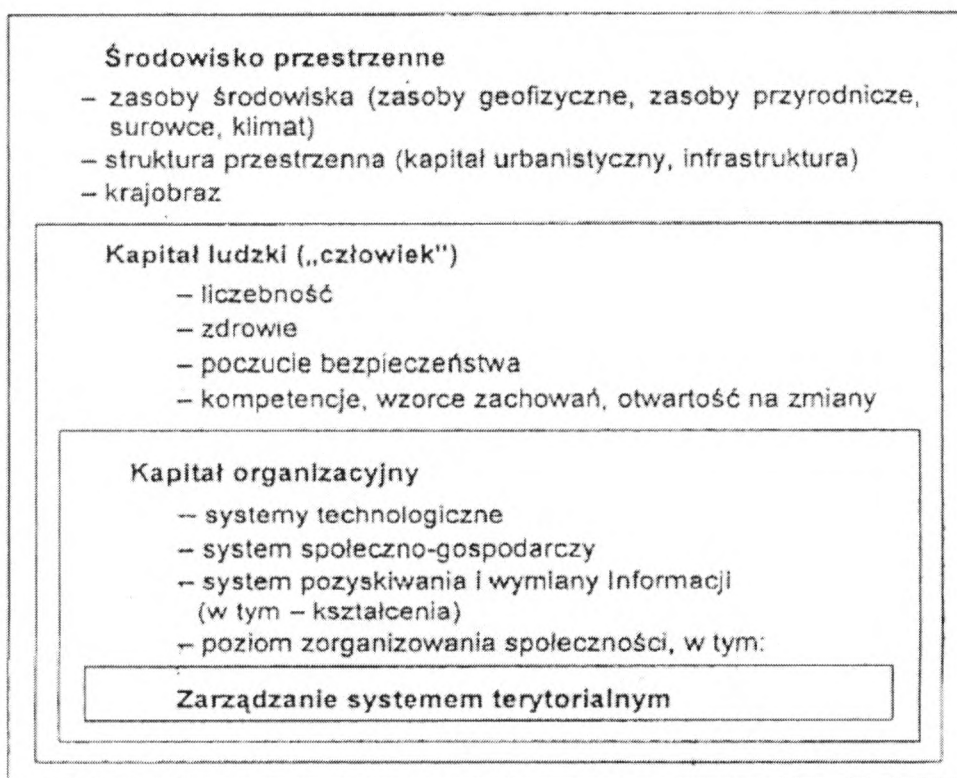 Środowisko przestrzenne
– zasoby środowiska (zasoby geofizyczne, zasoby przyrodnicze,
surowce, klimat)
– struktura przestrzenna (kapitał urbanistyczny, infrastruktura)
– krajobraz
Kapitał ludzki („człowiek")
– liczebność
– zdrowie
– poczucie bezpieczeństwa
– kompetencje, wzorce zachowań, otwartość na zmiany
Kapitał organizacyjny
– systemy technologiczne
– system społeczno-gospodarczy
– system pozyskiwania i wymiany Informacji
(w tym – kształcenia)
– poziom zorganizowania społeczności, w tym:
Zarządzanie systemem terytorialnym